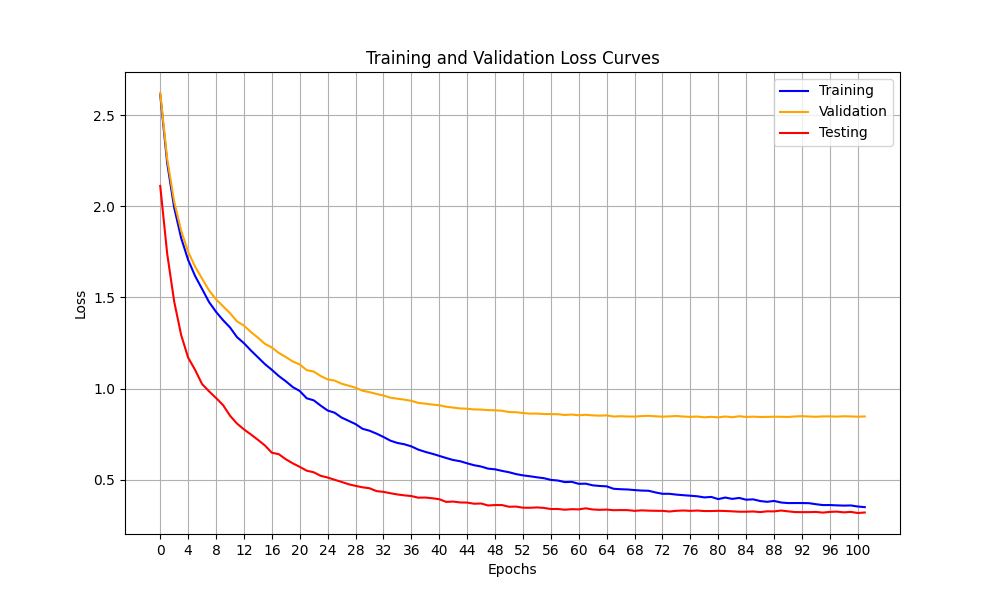 Training and Validation Loss Curves
Training
Validation
Testing
Loss
2.5
2.0
1.5
1.0
0.5
0 4 8 12 16 20 24 28 32 36 40 44 48 52 56 60 64 68 72 76 80 84 88 92 96 100
Epochs